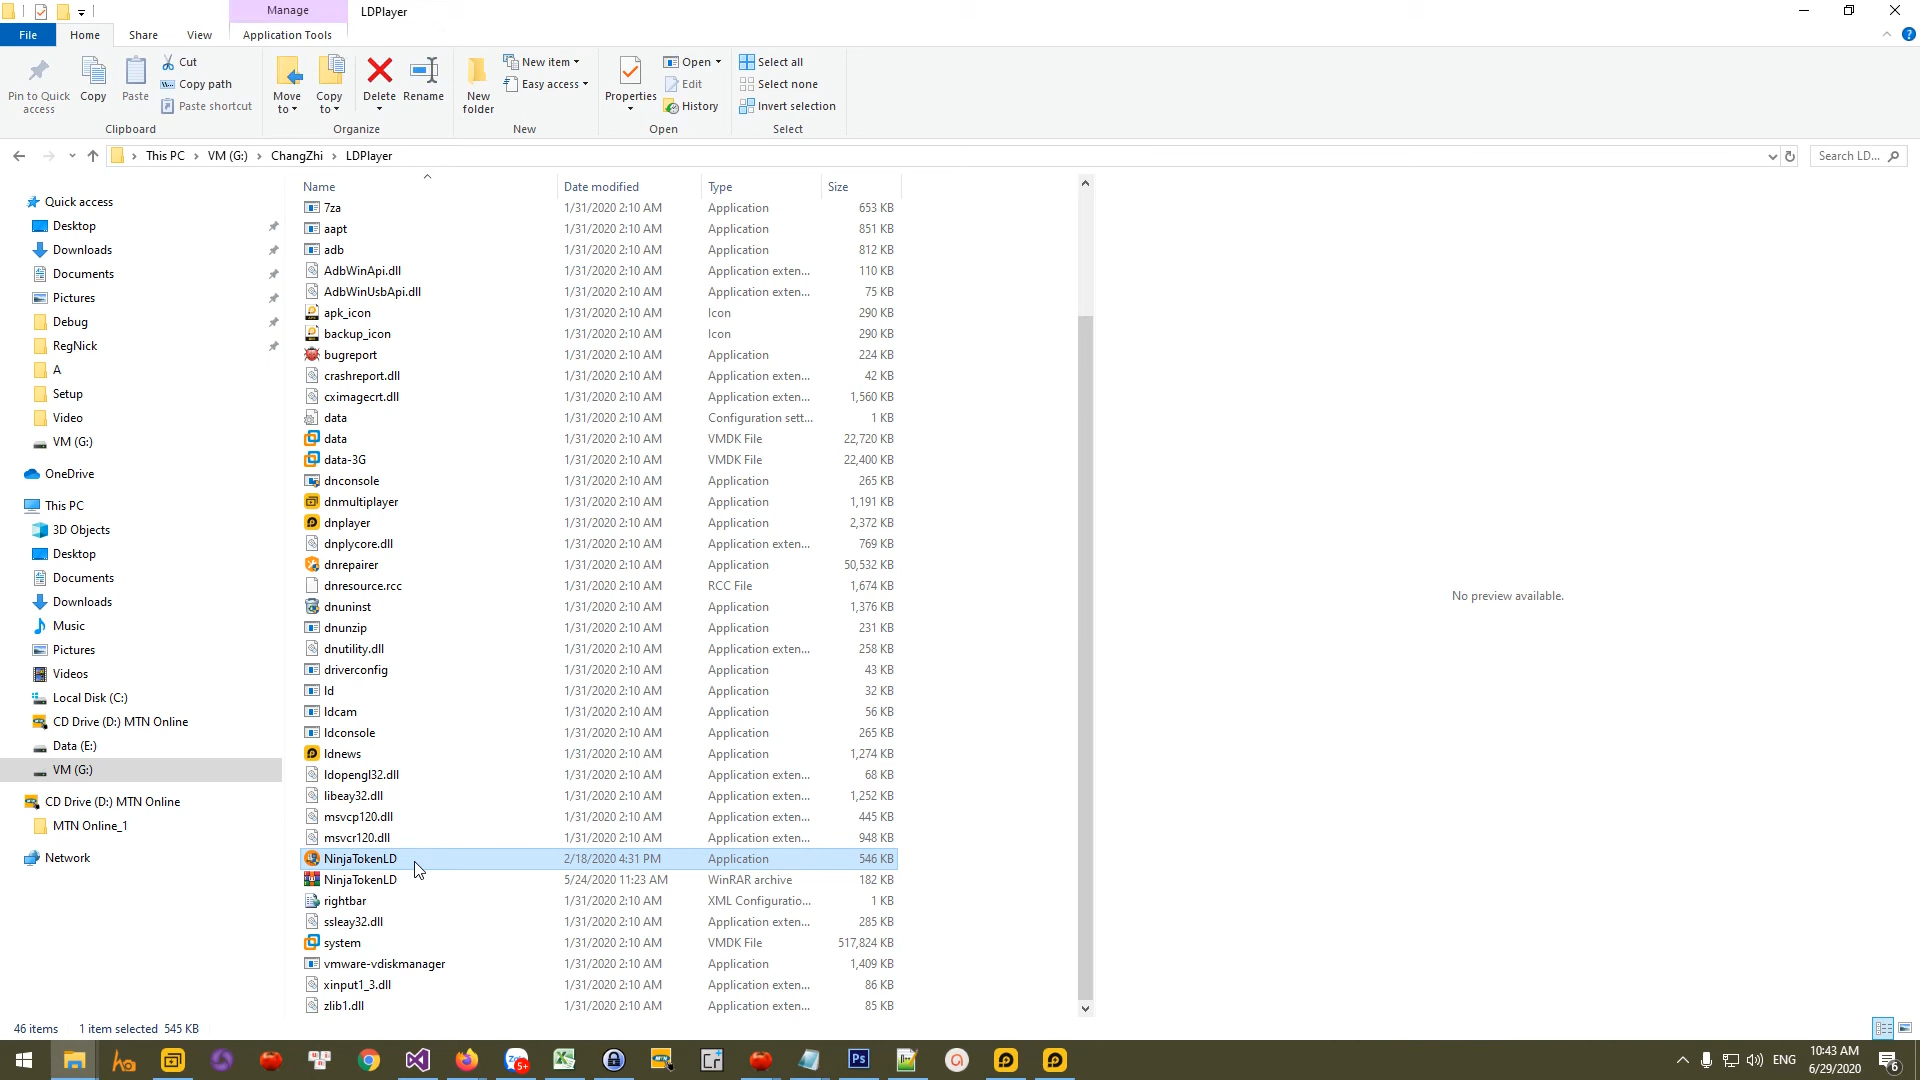 Manage
LDPlayer
File
Home
Share
View
Application Tools
Pin to Quick access
Copy
Paste
Cut
Copy path
Paste shortcut
Clipboard
Move to
Copy to
Delete
Rename
Organize
New folder
New item
Easy access
New
Properties
Open
Edit
History
Open
Select all
Select none
Invert selection
Select
This PC
VM (G:)
ChangZhi
LDPlayer
Search LD...
Quick access
Desktop
Downloads
Documents
Pictures
Debug
RegNick
A
Setup
Video
VM (G:)
OneDrive
This PC
3D Objects
Desktop
Documents
Downloads
Music
Pictures
Videos
Local Disk (C:)
CD Drive (D:) MTN Online
Data (E:)
VM (G:)
CD Drive (D:) MTN Online
MTN Online_1
Network
Name Date modified Type Size
7za 1/31/2020 2:10 AM Application 653 KB
aapt 1/31/2020 2:10 AM Application 851 KB
adb 1/31/2020 2:10 AM Application 812 KB
AdbWinApi.dll 1/31/2020 2:10 AM Application exten... 110 KB
AdbWinUsbApi.dll 1/31/2020 2:10 AM Application exten... 75 KB
apk_icon 1/31/2020 2:10 AM Icon 290 KB
backup_icon 1/31/2020 2:10 AM Icon 290 KB
bugreport 1/31/2020 2:10 AM Application 224 KB
crashreport.dll 1/31/2020 2:10 AM Application exten... 42 KB
cximagecrt.dll 1/31/2020 2:10 AM Application exten... 1,560 KB
data 1/31/2020 2:10 AM Configuration sett... 1 KB
data 1/31/2020 2:10 AM VMDK File 22,720 KB
data-3G 1/31/2020 2:10 AM VMDK File 22,400 KB
dnconsole 1/31/2020 2:10 AM Application 265 KB
dnmultiplayer 1/31/2020 2:10 AM Application 1,191 KB
dnplayer 1/31/2020 2:10 AM Application 2,372 KB
dnplycore.dll 1/31/2020 2:10 AM Application exten... 769 KB
dnrepairer 1/31/2020 2:10 AM Application 50,532 KB
dnresource.rcc 1/31/2020 2:10 AM RCC File 1,674 KB
dnuninst 1/31/2020 2:10 AM Application 1,376 KB
dnunzip 1/31/2020 2:10 AM Application 231 KB
dnutility.dll 1/31/2020 2:10 AM Application exten... 258 KB
driverconfig 1/31/2020 2:10 AM Application 43 KB
ld 1/31/2020 2:10 AM Application 32 KB
ldcam 1/31/2020 2:10 AM Application 56 KB
ldconsole 1/31/2020 2:10 AM Application 265 KB
ldnews 1/31/2020 2:10 AM Application 1,274 KB
ldopengl32.dll 1/31/2020 2:10 AM Application exten... 68 KB
libeay32.dll 1/31/2020 2:10 AM Application exten... 1,252 KB
msvcp120.dll 1/31/2020 2:10 AM Application exten... 445 KB
msvcr120.dll 1/31/2020 2:10 AM Application exten... 948 KB
NinjaTokenLD 2/18/2020 4:31 PM Application 546 KB
NinjaTokenLD 5/24/2020 11:23 AM WinRAR archive 182 KB
rightbar 1/31/2020 2:10 AM XML Configuratio... 1 KB
ssleay32.dll 1/31/2020 2:10 AM Application exten... 285 KB
system 1/31/2020 2:10 AM VMDK File 517,824 KB
vmware-vdiskmanager 1/31/2020 2:10 AM Application 1,409 KB
xinput1_3.dll 1/31/2020 2:10 AM Application exten... 86 KB
zlib1.dll 1/31/2020 2:10 AM Application exten... 85 KB
No preview available.
46 items 1 item selected 545 KB
ENG
10:43 AM
6/29/2020
6